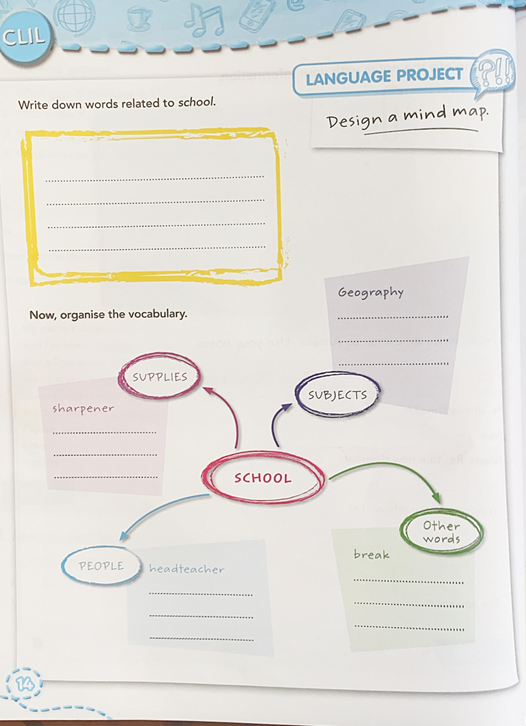 CLIL
LANGUAGE PROJECT ?!!
Design a mind map.
Write down words related to school.
Now, organise the vocabulary.
Geography
SUPPLIES
SUBJECTS
sharpener
SCHOOL
Other
words
break
PEOPLE
headteacher
14